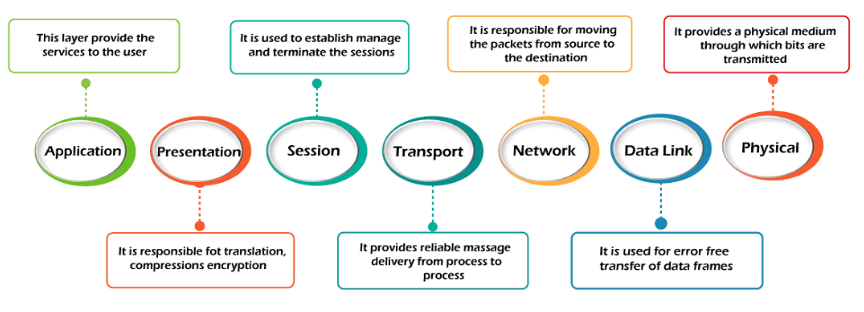 This layer provide the
services to the user
It is used to establish manage
and terminate the sessions
It is responsible for moving
the packets from source to
the destination
It provides a physical medium
through which bits are
transmitted
Application
Presentation
Session
Transport
Network
Data Link
Physical
It is responsible fot translation,
compressions encryption
It provides reliable massage
delivery from process to
process
It is used for error free
transfer of data frames